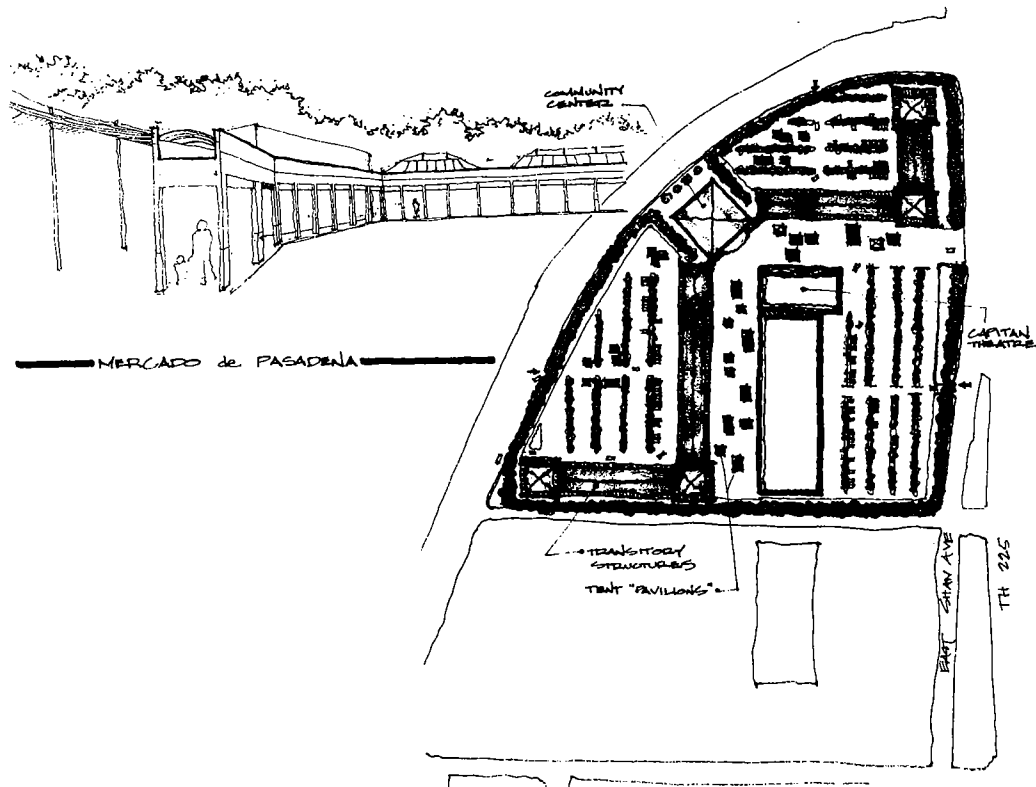 COMMUNITY
CENTER
MERCADO de PASADENA
CAPITAN
THEATRE
TRANSITORY
STRUCTURES
TENT "PAVILIONS"
EAST SHAW AVE
TH 225